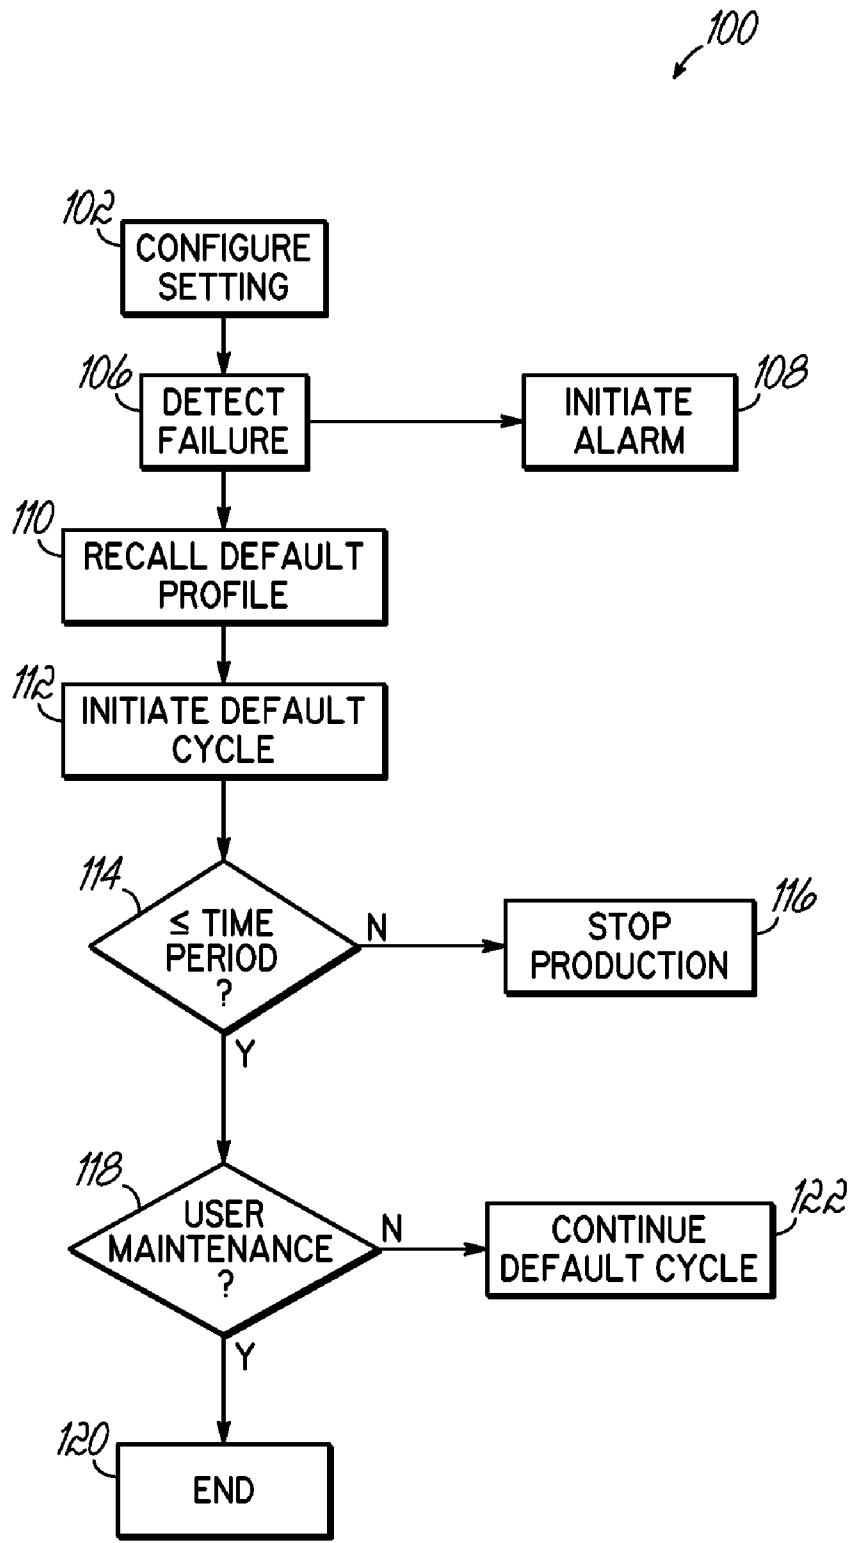 100
102
CONFIGURE
SETTING
106
DETECT
FAILURE
108
INITIATE
ALARM
110
RECALL DEFAULT
PROFILE
112
INITIATE DEFAULT
CYCLE
114
≤ TIME
PERIOD
?
N
116
STOP
PRODUCTION
Y
118
USER
MAINTENANCE
?
N
122
CONTINUE
DEFAULT CYCLE
Y
120
END